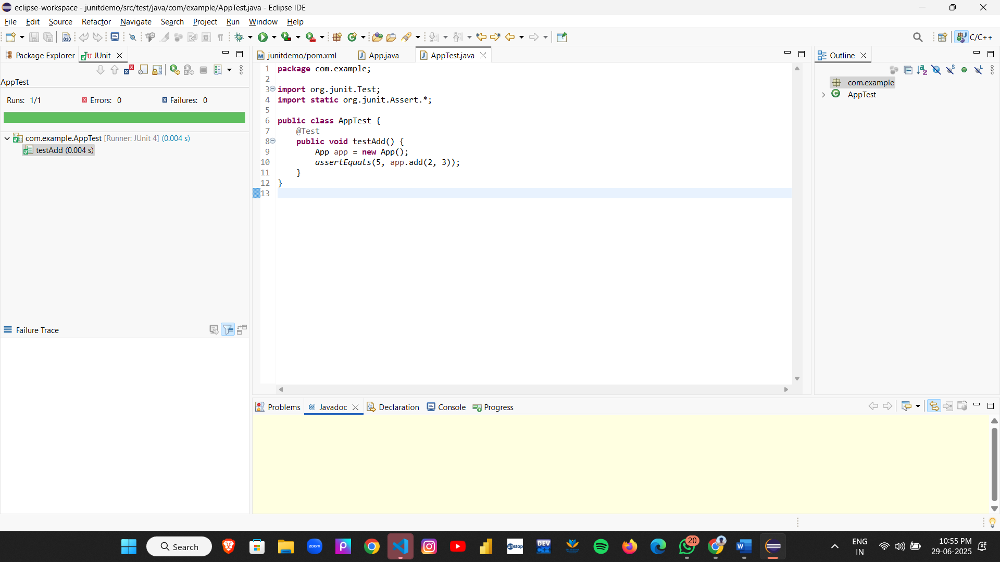 eclipse-workspace - junitdemo/src/test/java/com/example/AppTest.java - Eclipse IDE
File Edit Source Refactor Navigate Search Project Run Window Help
C/C++
Package Explorer JUnit
AppTest
Runs: 1/1 Errors: 0 Failures: 0
com.example.AppTest [Runner: JUnit 4] (0.004 s)
testAdd (0.004 s)
Failure Trace
junitdemo/pom.xml App.java AppTest.java
1 package com.example;
2
3 import org.junit.Test;
4 import static org.junit.Assert.*;
5
6 public class AppTest {
7 @Test
8 public void testAdd() {
9 App app = new App();
10 assertEquals(5, app.add(2, 3));
11 }
12 }
13
Outline
com.example
AppTest
Problems @ Javadoc Declaration Console Progress
Search
zoom
unstop
DEV
20
ENG
IN
10:55 PM
29-06-2025